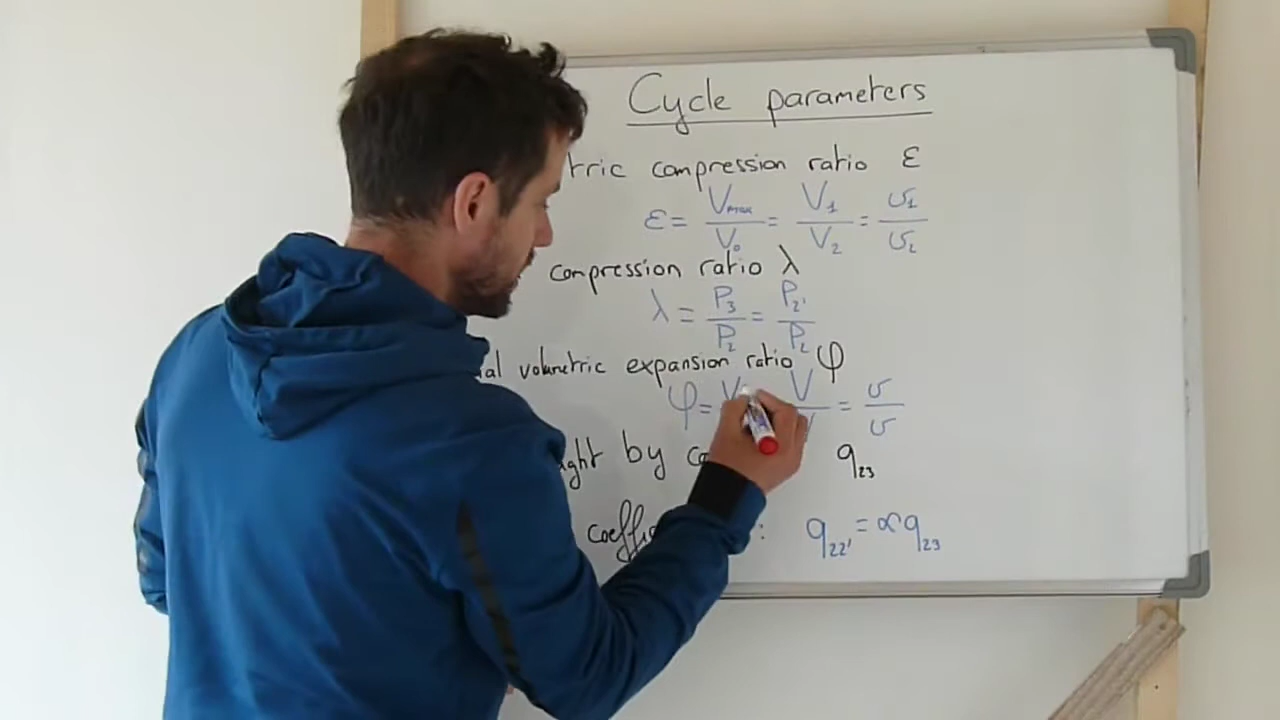 Cycle parameters
tric compression ratio ε
ε = Vmax/V0 = V1/V2 = υ1/υ2
compression ratio λ
λ = P3/P2 = P2'/P2
al volumetric expansion ratio φ
φ = V = V = υ/υ
ght by q23
coeffi : q22' = αq23